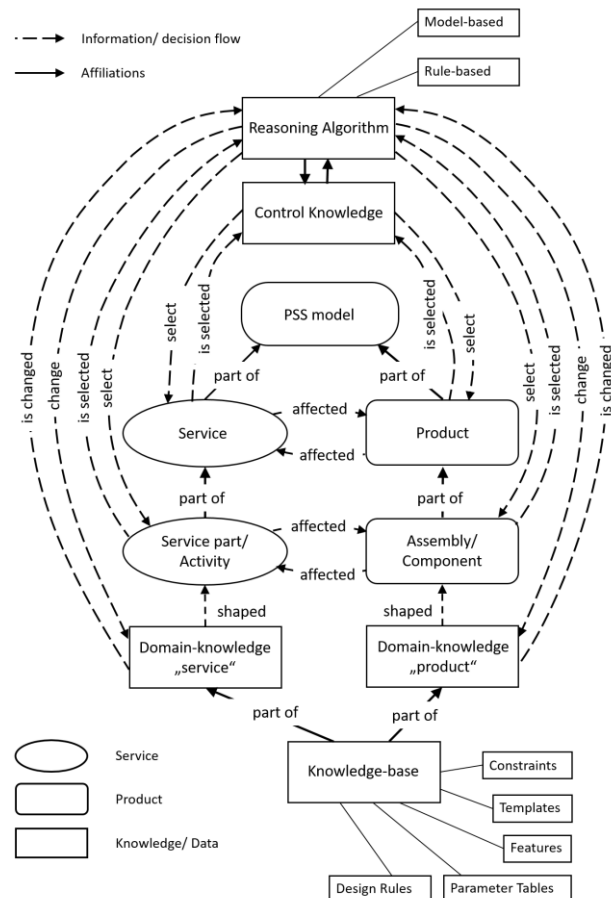 Model-based
Information/ decision flow
Affiliations
Rule-based
Reasoning Algorithm
Control Knowledge
select
is selected
is selected
select
PSS model
part of
part of
is changed
change
is selected
select
select
is selected
change
is changed
Service
affected
affected
Product
part of
part of
Service part/
Activity
affected
affected
Assembly/
Component
shaped
shaped
Domain-knowledge
„service“
Domain-knowledge
„product“
part of
part of
Knowledge-base
Service
Product
Knowledge/ Data
Constraints
Templates
Features
Design Rules
Parameter Tables